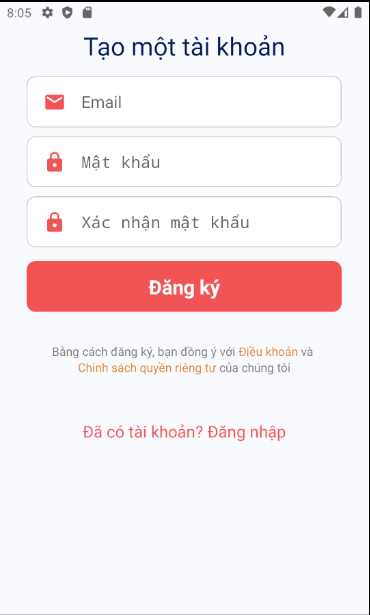 8:05
Tạo một tài khoản
Email
Mật khẩu
Xác nhận mật khẩu
Đăng ký
Bằng cách đăng ký, bạn đồng ý với Điều khoản và
Chính sách quyền riêng tư của chúng tôi
Đã có tài khoản? Đăng nhập